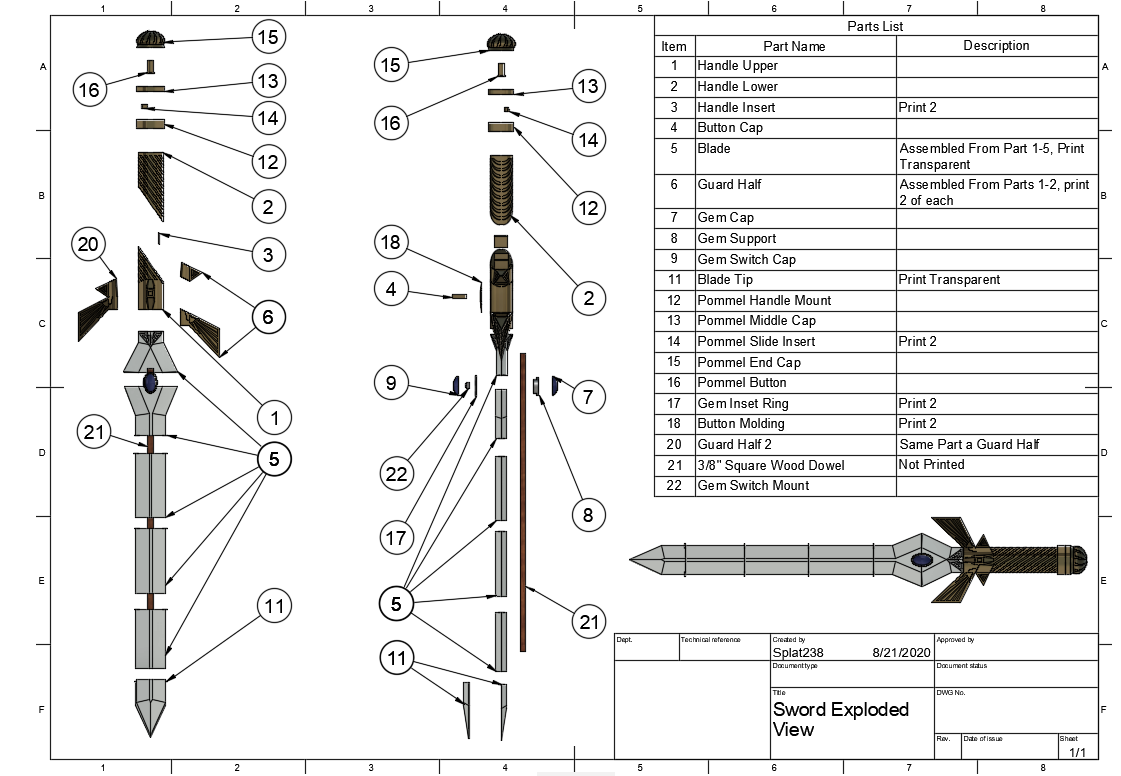 1 2 3 4 5 6 7 8
A
B
C
D
E
F
15
16
13
14
12
2
3
20
6
1
21
5
11
15
13
16
14
12
18
4
2
9
7
22
8
17
5
21
11
Parts List
Item Part Name Description
1 Handle Upper
2 Handle Lower
3 Handle Insert Print 2
4 Button Cap
5 Blade Assembled From Part 1-5, Print
Transparent
6 Guard Half Assembled From Parts 1-2, print
2 of each
7 Gem Cap
8 Gem Support
9 Gem Switch Cap
11 Blade Tip Print Transparent
12 Pommel Handle Mount
13 Pommel Middle Cap
14 Pommel Slide Insert Print 2
15 Pommel End Cap
16 Pommel Button
17 Gem Inset Ring Print 2
18 Button Molding Print 2
20 Guard Half 2 Same Part a Guard Half
21 3/8" Square Wood Dowel Not Printed
22 Gem Switch Mount
A
B
C
D
E
F
Dept. Technical reference Created by Approved by
Splat238 8/21/2020
Document type Document status
Title DWG No.
Sword Exploded
View
Rev. Date of issue Sheet
1/1
1 2 3 4 5 6 7 8